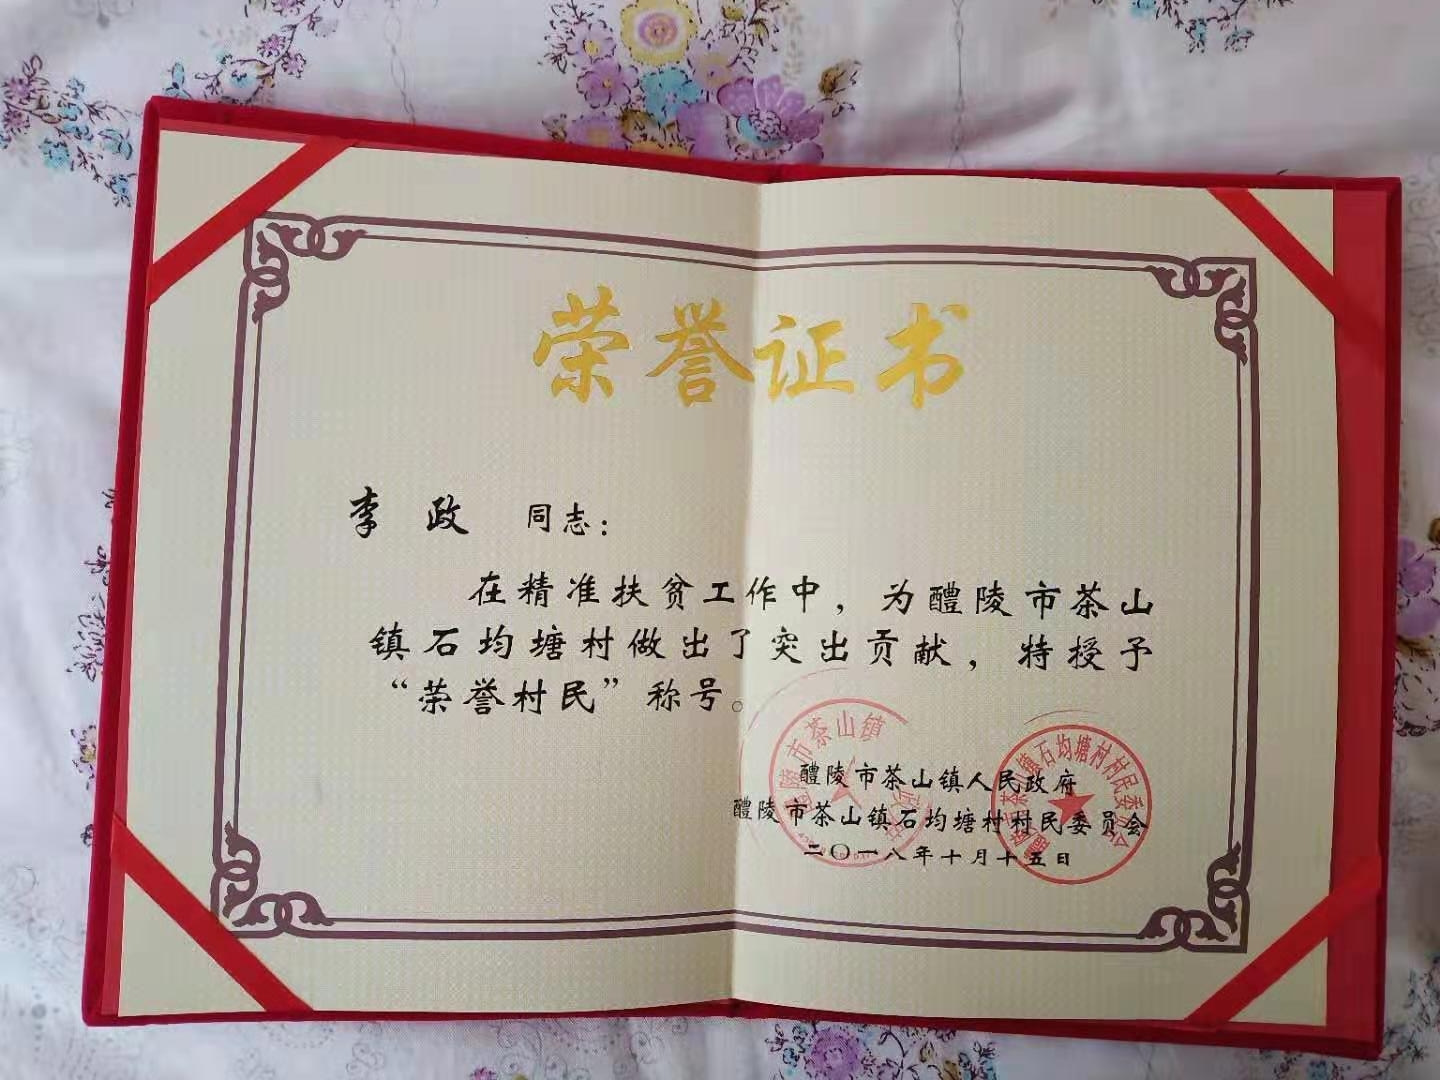 荣誉证书
李 政 同志:
在精准扶贫工作中，为醴陵市茶山
镇石均塘村做出了突出贡献，特授予
“荣誉村民”称号。
醴陵市茶山镇人民政府
醴陵市茶山镇石均塘村村民委员会
二〇一八年十月十五日